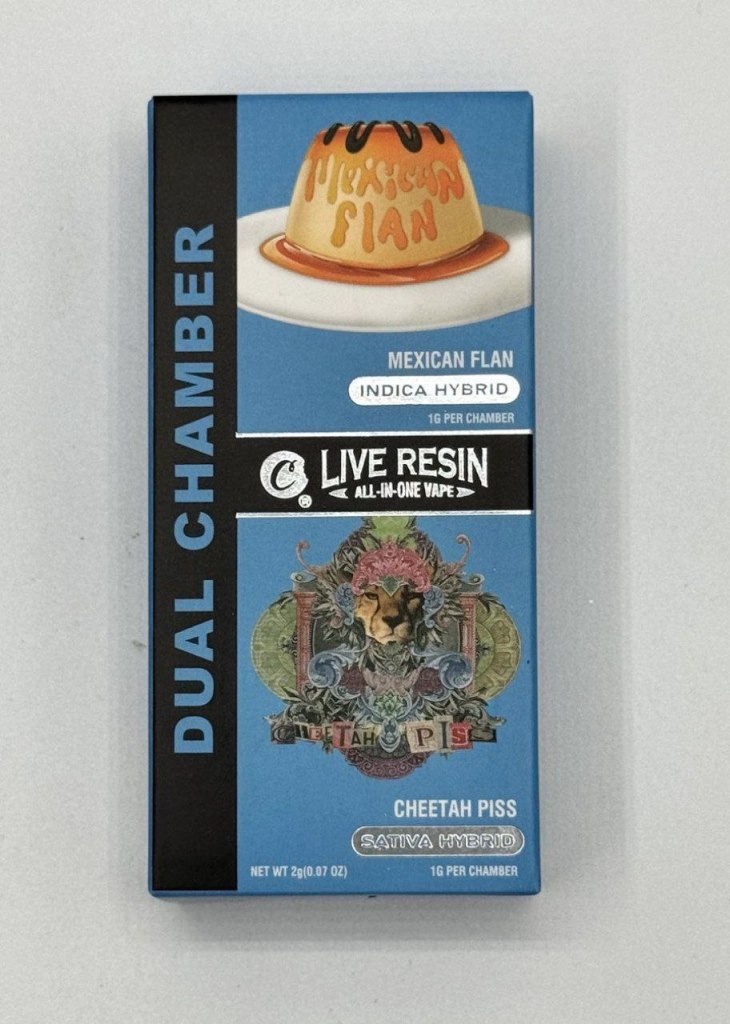 DUAL CHAMBER
MEXICAN
FLAN
MEXICAN FLAN
INDICA HYBRID
1G PER CHAMBER
C
®
LIVE RESIN
ALL-IN-ONE VAPE
CHEETAH PISS
CHEETAH PISS
SATIVA HYBRID
NET WT 2g(0.07 OZ)
1G PER CHAMBER